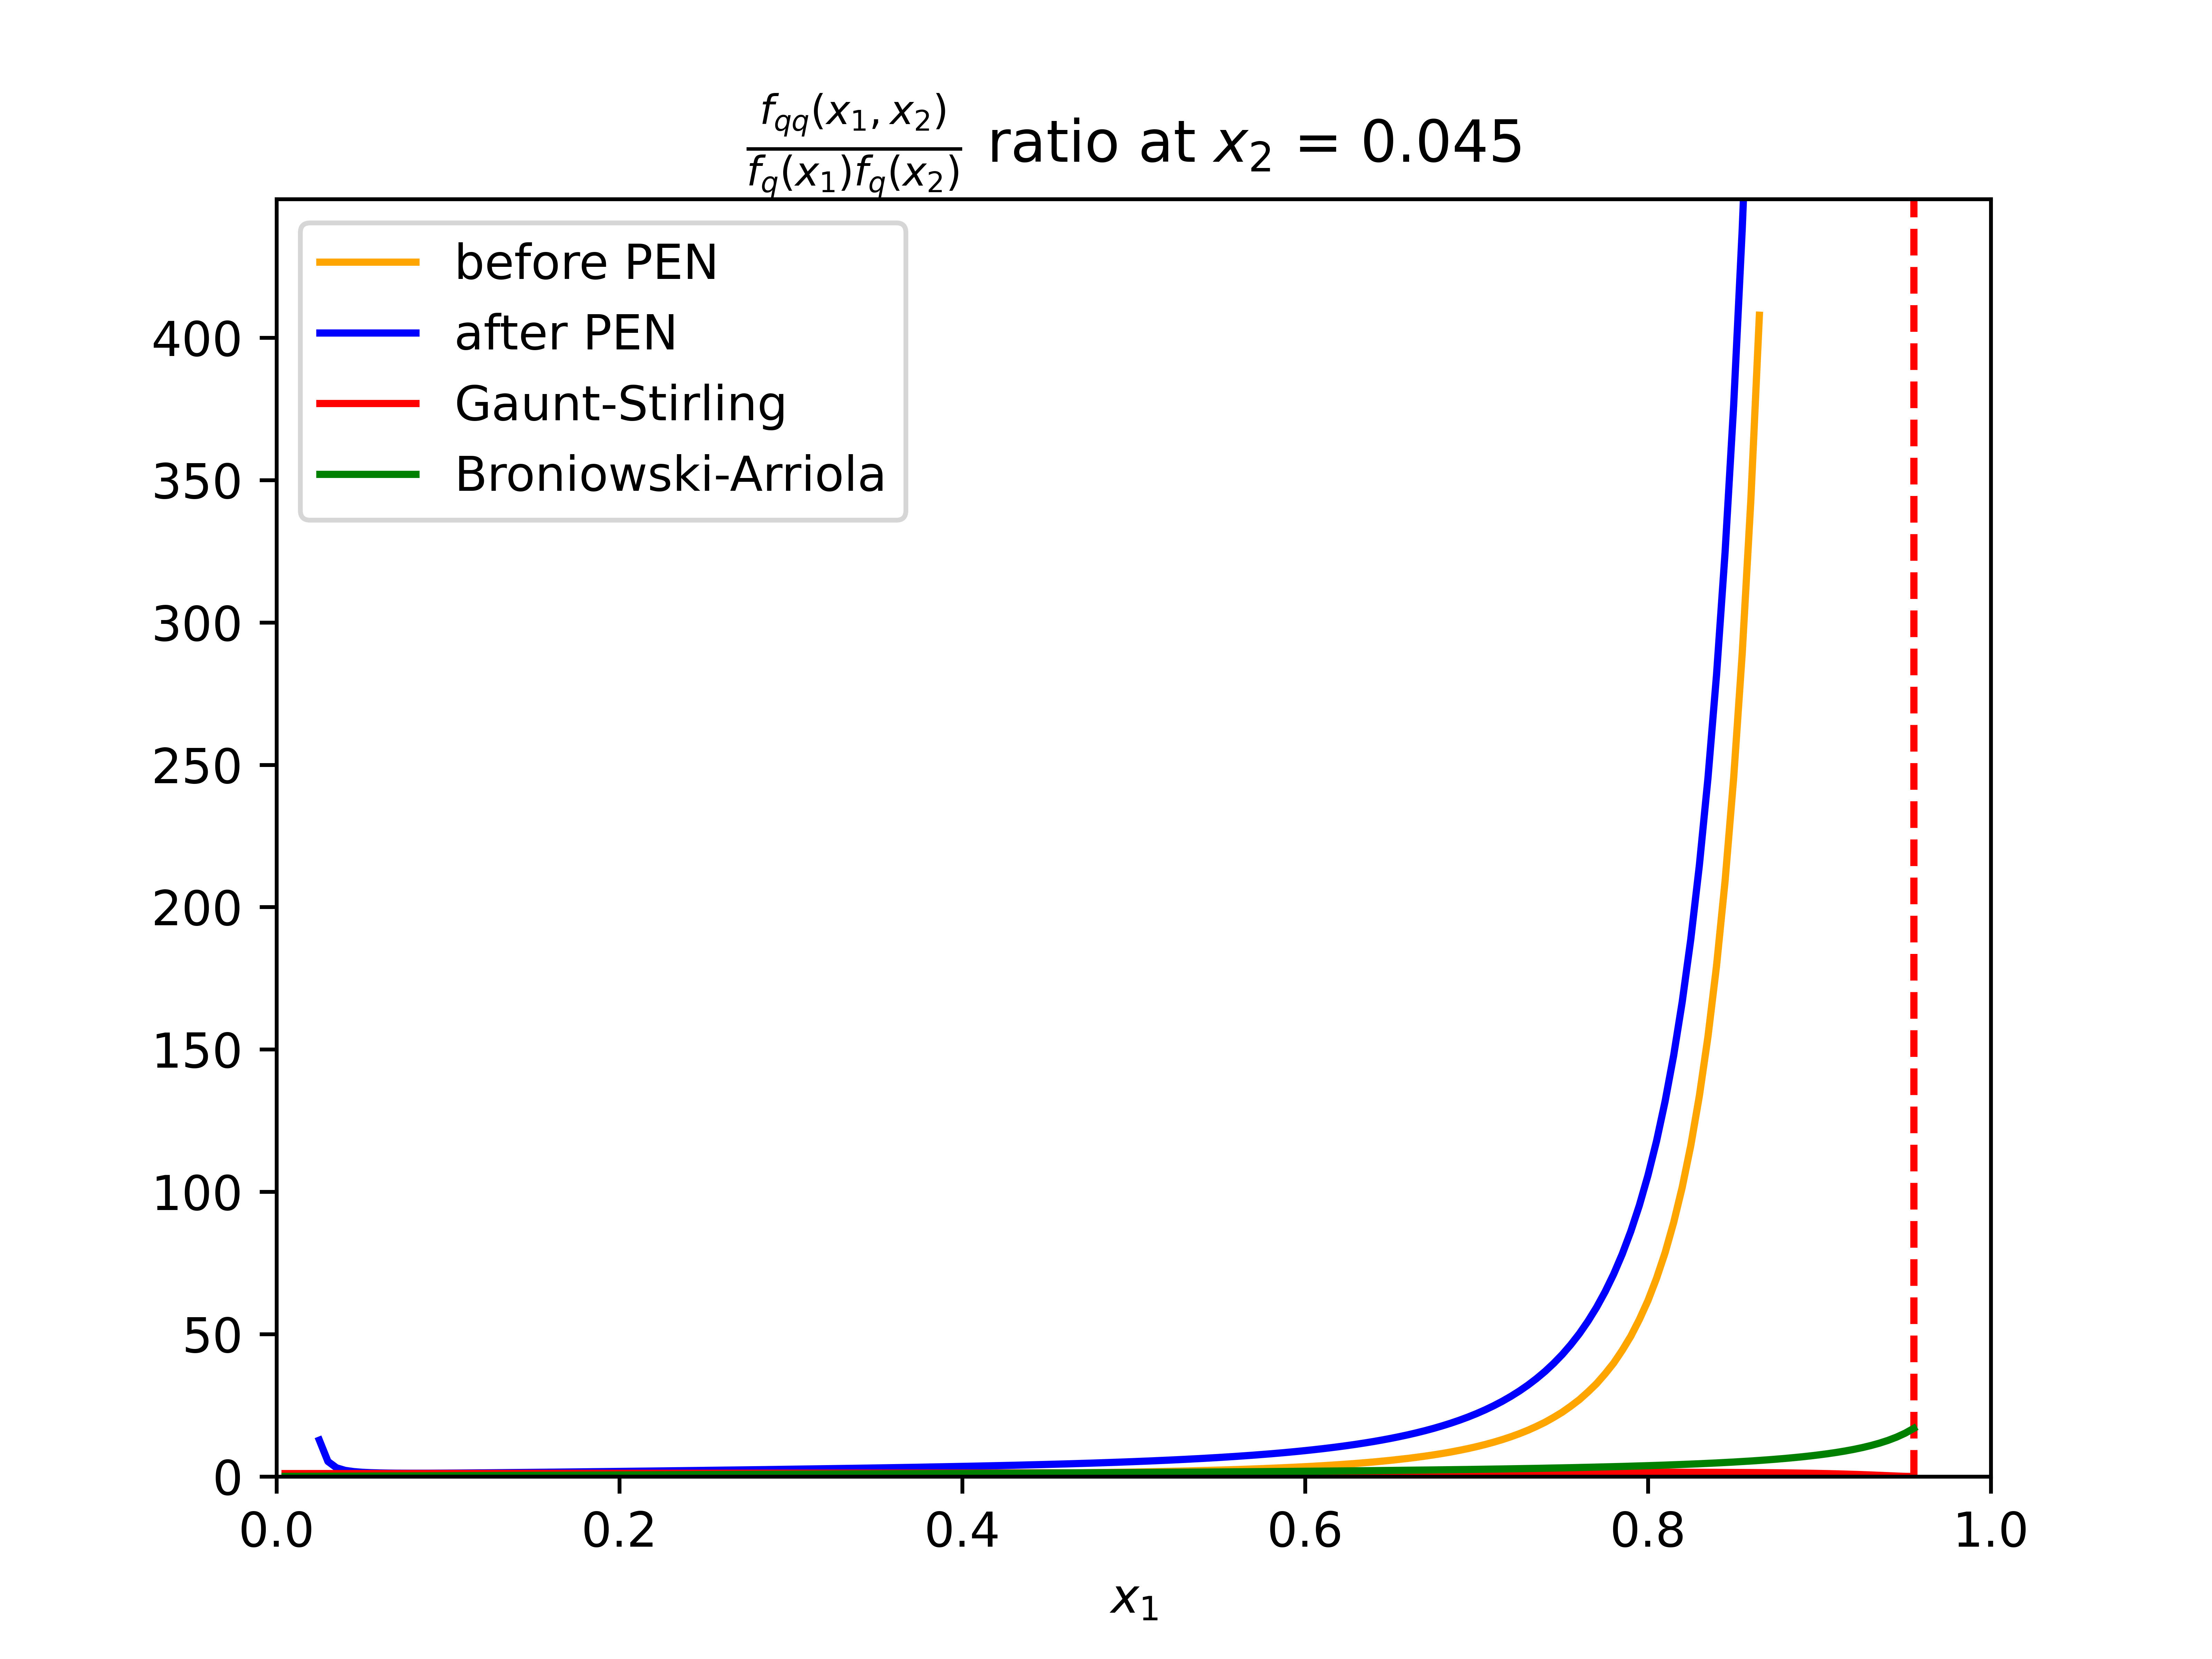 f_qq(x_1, x_2)
f_q(x_1)f_q(x_2) ratio at x_2 = 0.045
before PEN
after PEN
Gaunt-Stirling
Broniowski-Arriola
400
350
300
250
200
150
100
50
0
0.0 0.2 0.4 0.6 0.8 1.0
x_1